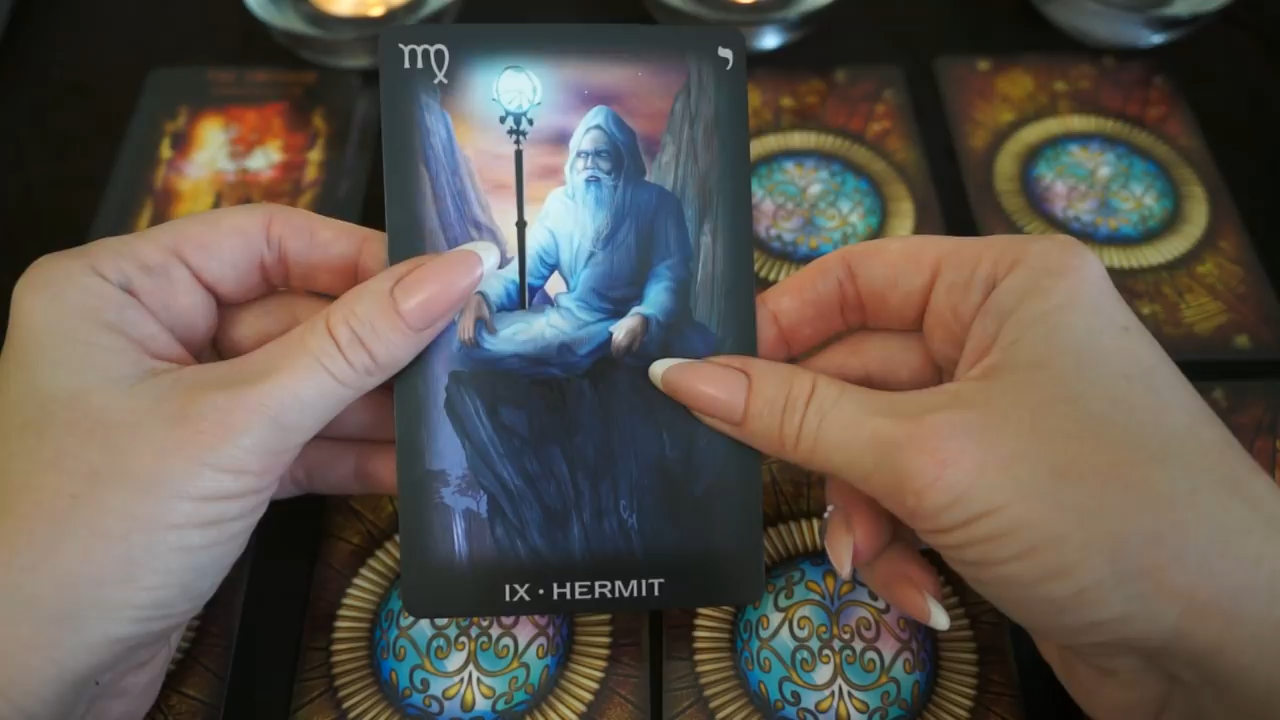 ♍ י
IX • HERMIT